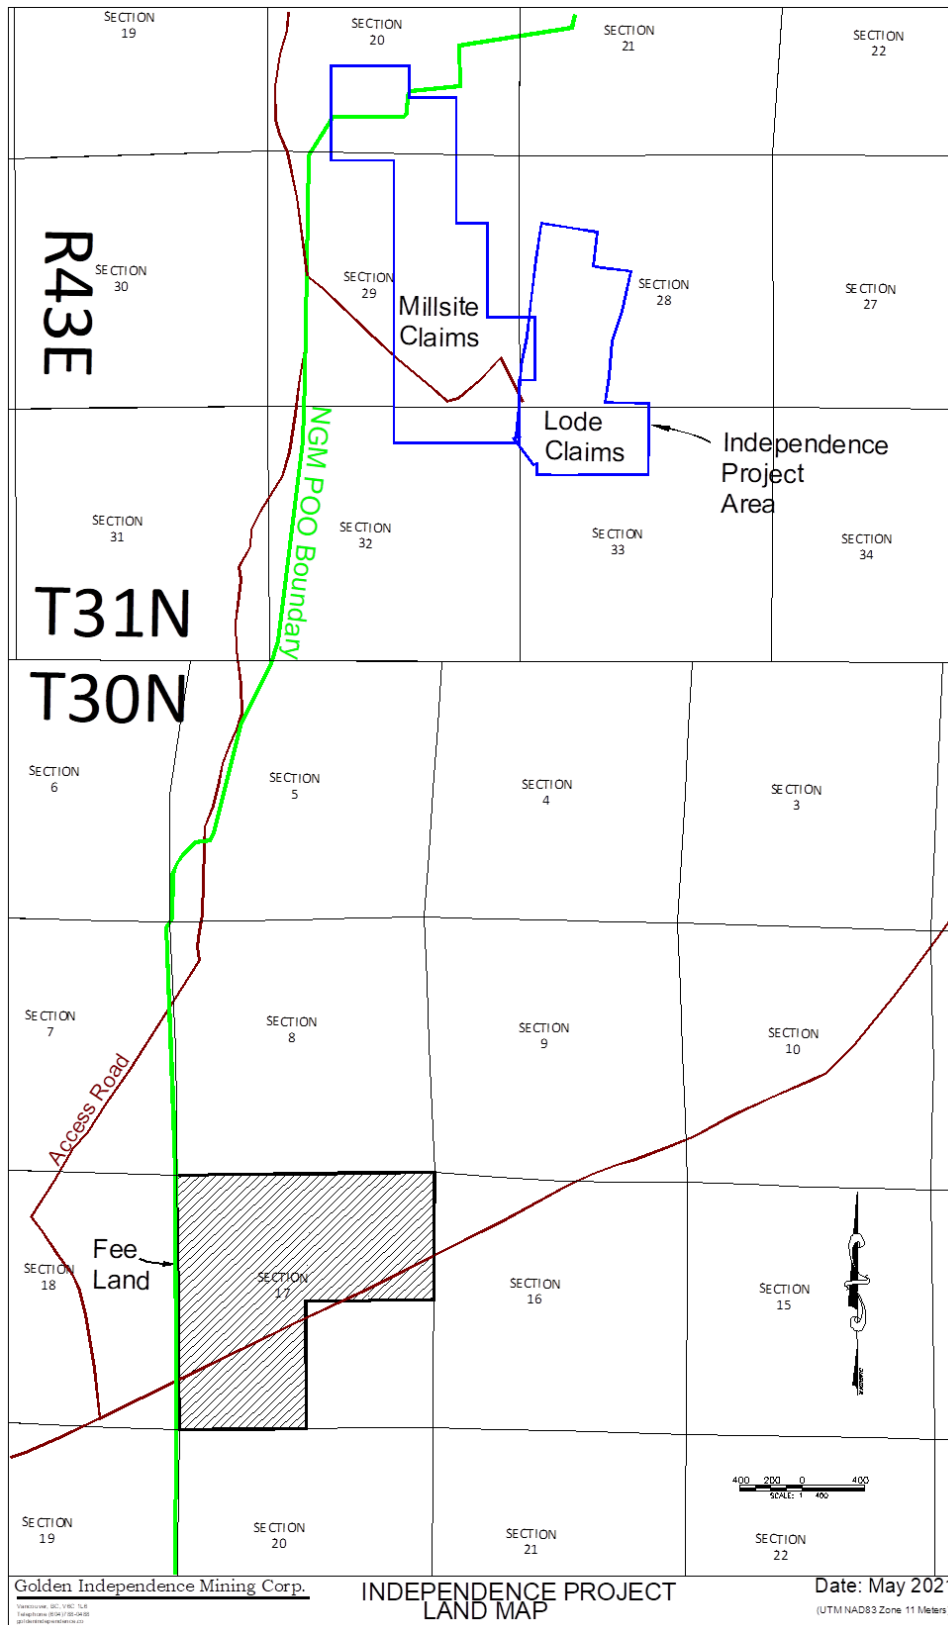 SECTION
19
SECTION
20
SECTION
21
SECTION
22
R43E
SECTION
30
SECTION
29
Millsite
Claims
SECTION
28
SECTION
27
Lode
Claims
Independence
Project
Area
NGM POO Boundary
SECTION
31
SECTION
32
SECTION
33
SECTION
34
T31N
T30N
SECTION
6
SECTION
5
SECTION
4
SECTION
3
SECTION
7
SECTION
8
SECTION
9
SECTION
10
Access Road
Fee
Land
SECTION
18
SECTION
17
SECTION
16
SECTION
15
400 200 0 400
SCALE: 1 400
SECTION
19
SECTION
20
SECTION
21
SECTION
22
Golden Independence Mining Corp.
INDEPENDENCE PROJECT
LAND MAP
Date: May 202
(UTM NAD83 Zone 11 Meters